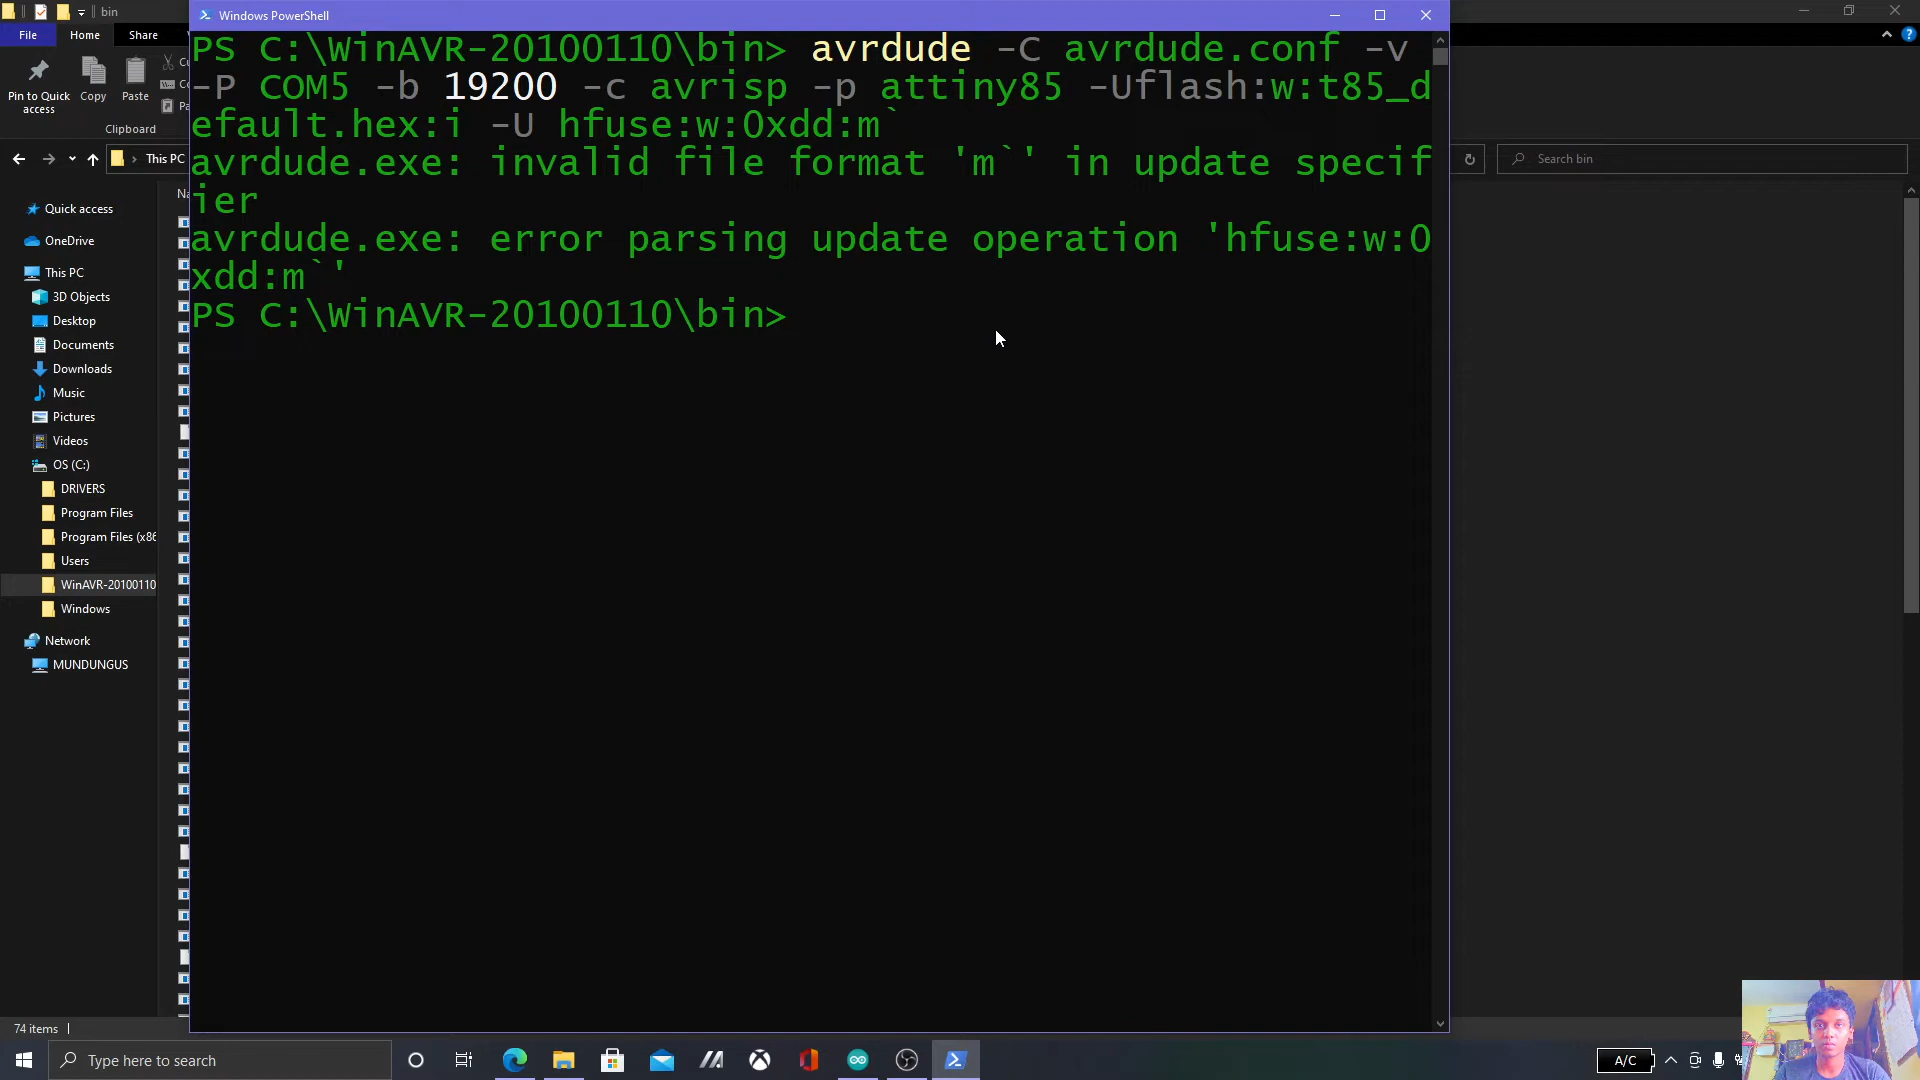 bin
Windows PowerShell
File
Home
Share
Pin to Quick
access
Copy
Paste
Clipboard
This PC
Search bin
PS C:\WinAVR-20100110\bin> avrdude -C avrdude.conf -v
-P COM5 -b 19200 -c avrisp -p attiny85 -Uflash:w:t85_d
efault.hex:i -U hfuse:w:0xdd:m`
avrdude.exe: invalid file format 'm`' in update specif
ier
avrdude.exe: error parsing update operation 'hfuse:w:0
xdd:m`'
PS C:\WinAVR-20100110\bin>
Quick access
OneDrive
This PC
3D Objects
Desktop
Documents
Downloads
Music
Pictures
Videos
OS (C:)
DRIVERS
Program Files
Program Files (x86
Users
WinAVR-20100110
Windows
Network
MUNDUNGUS
74 items
Type here to search
A/C